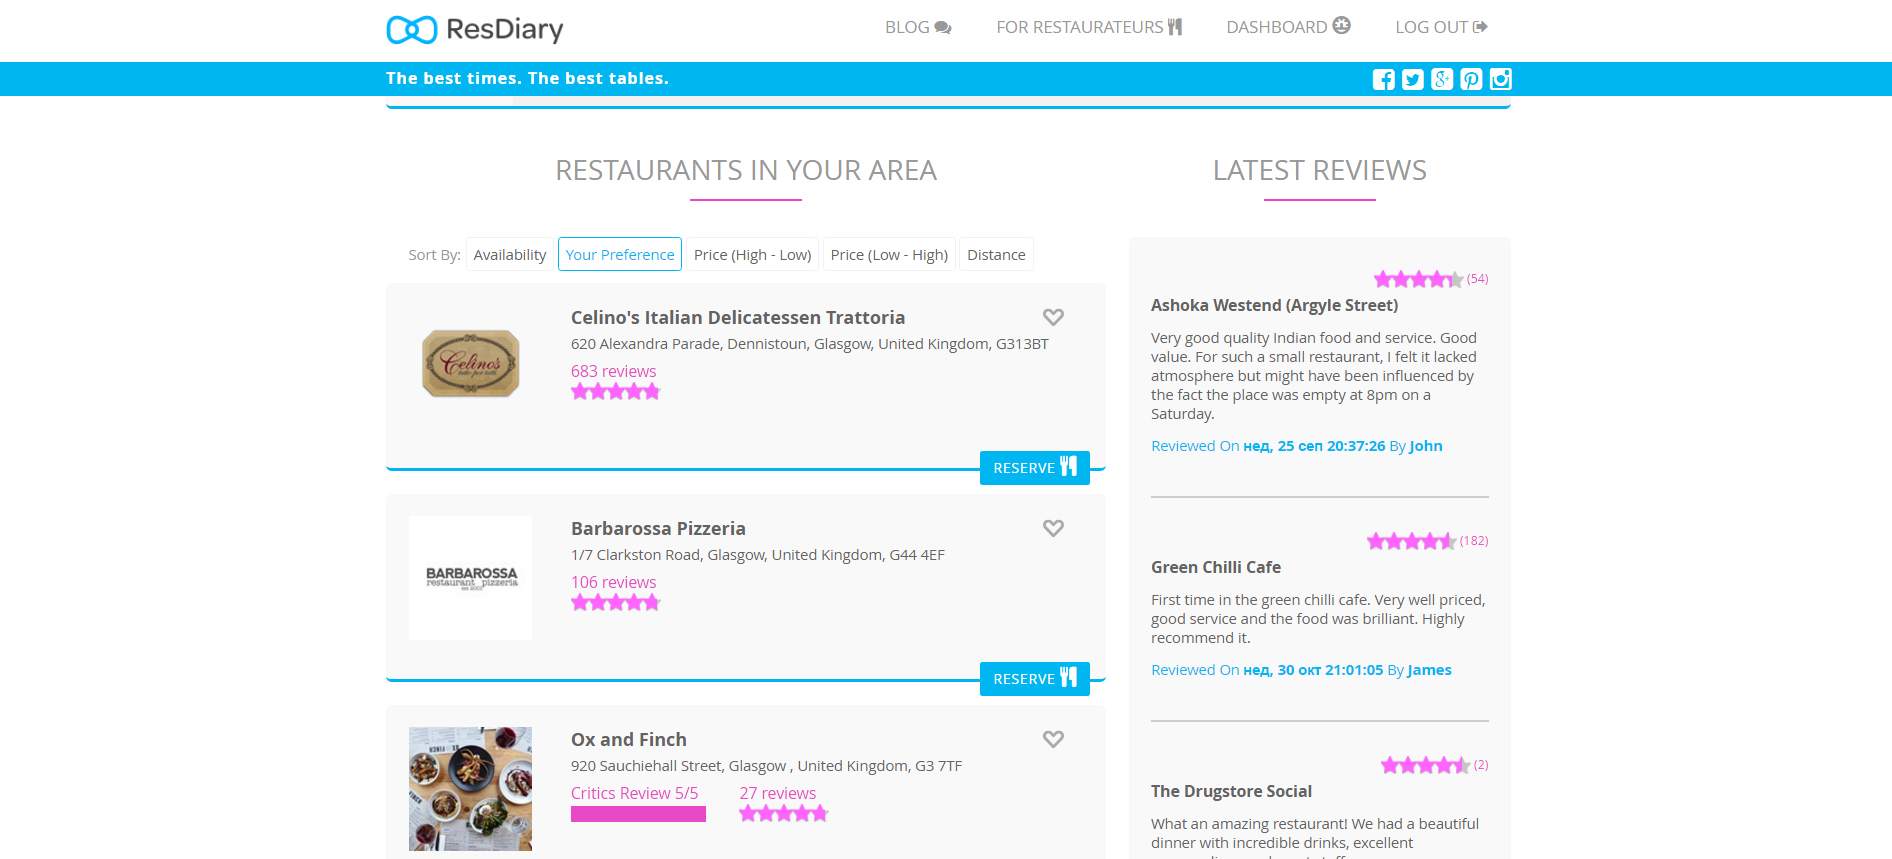 ResDiary
BLOG
FOR RESTAURATEURS
DASHBOARD
LOG OUT
The best times. The best tables.
RESTAURANTS IN YOUR AREA
Sort By: Availability Your Preference Price (High - Low) Price (Low - High) Distance
Celino's
Celino's Italian Delicatessen Trattoria
620 Alexandra Parade, Dennistoun, Glasgow, United Kingdom, G313BT
683 reviews
RESERVE
BARBAROSSA
restaurant pizzeria
Barbarossa Pizzeria
1/7 Clarkston Road, Glasgow, United Kingdom, G44 4EF
106 reviews
RESERVE
Ox and Finch
920 Sauchiehall Street, Glasgow , United Kingdom, G3 7TF
Critics Review 5/5
27 reviews
LATEST REVIEWS
(54)
Ashoka Westend (Argyle Street)
Very good quality Indian food and service. Good
value. For such a small restaurant, I felt it lacked
atmosphere but might have been influenced by
the fact the place was empty at 8pm on a
Saturday.
Reviewed On нед, 25 сеп 20:37:26 By John
(182)
Green Chilli Cafe
First time in the green chilli cafe. Very well priced,
good service and the food was brilliant. Highly
recommend it.
Reviewed On нед, 30 окт 21:01:05 By James
(2)
The Drugstore Social
What an amazing restaurant! We had a beautiful
dinner with incredible drinks, excellent